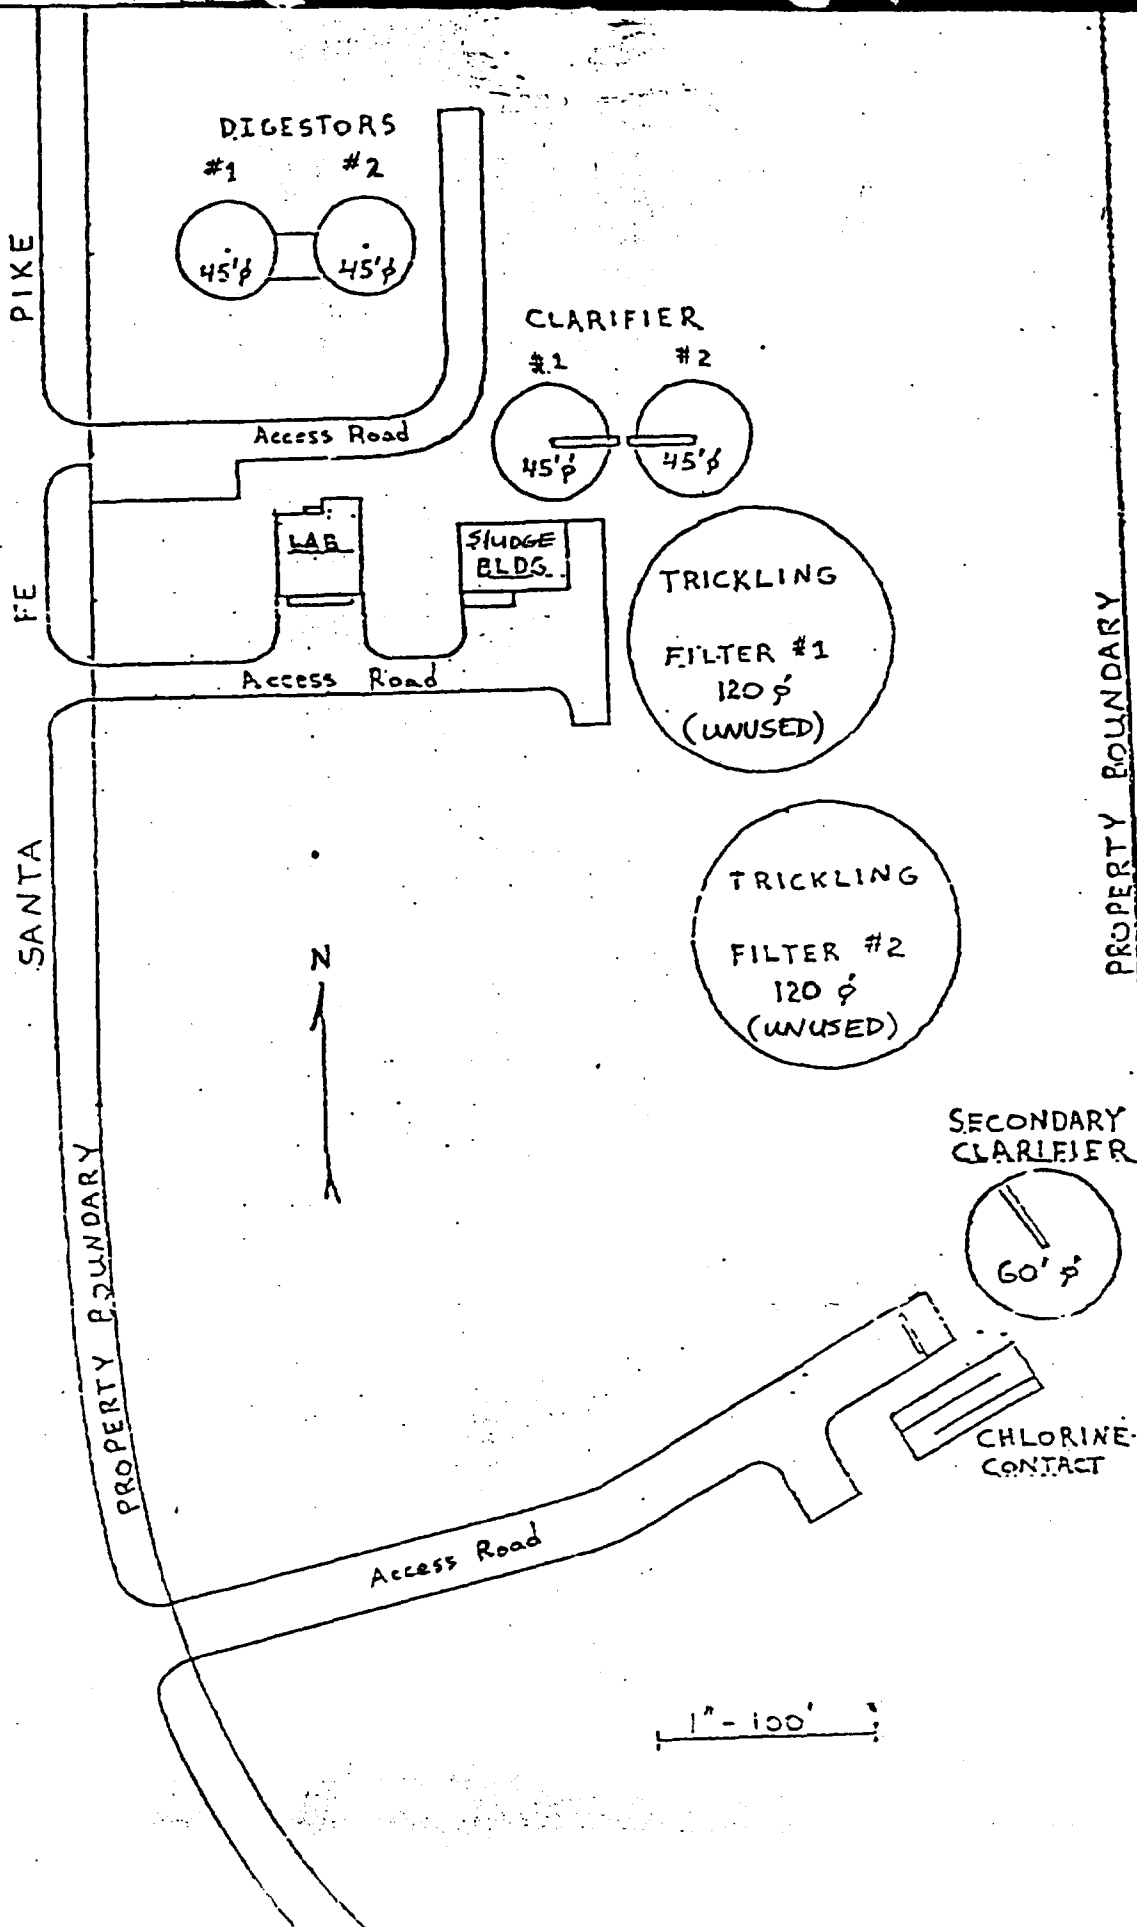 DIGESTORS
#1
#2
45'ø
45'ø
PIKE
CLARIFIER
#1
#2
45'ø
45'ø
Access Road
LAB
SLUDGE
BLDG.
FE
Access Road
TRICKLING
FILTER #1
120 ø
(UNUSED)
PROPERTY BOUNDARY
SANTA
TRICKLING
FILTER #2
120 ø
(UNUSED)
N
SECONDARY
CLARIFIER
60' ø
PROPERTY BOUNDARY
CHLORINE
CONTACT
Access Road
1" - 100'